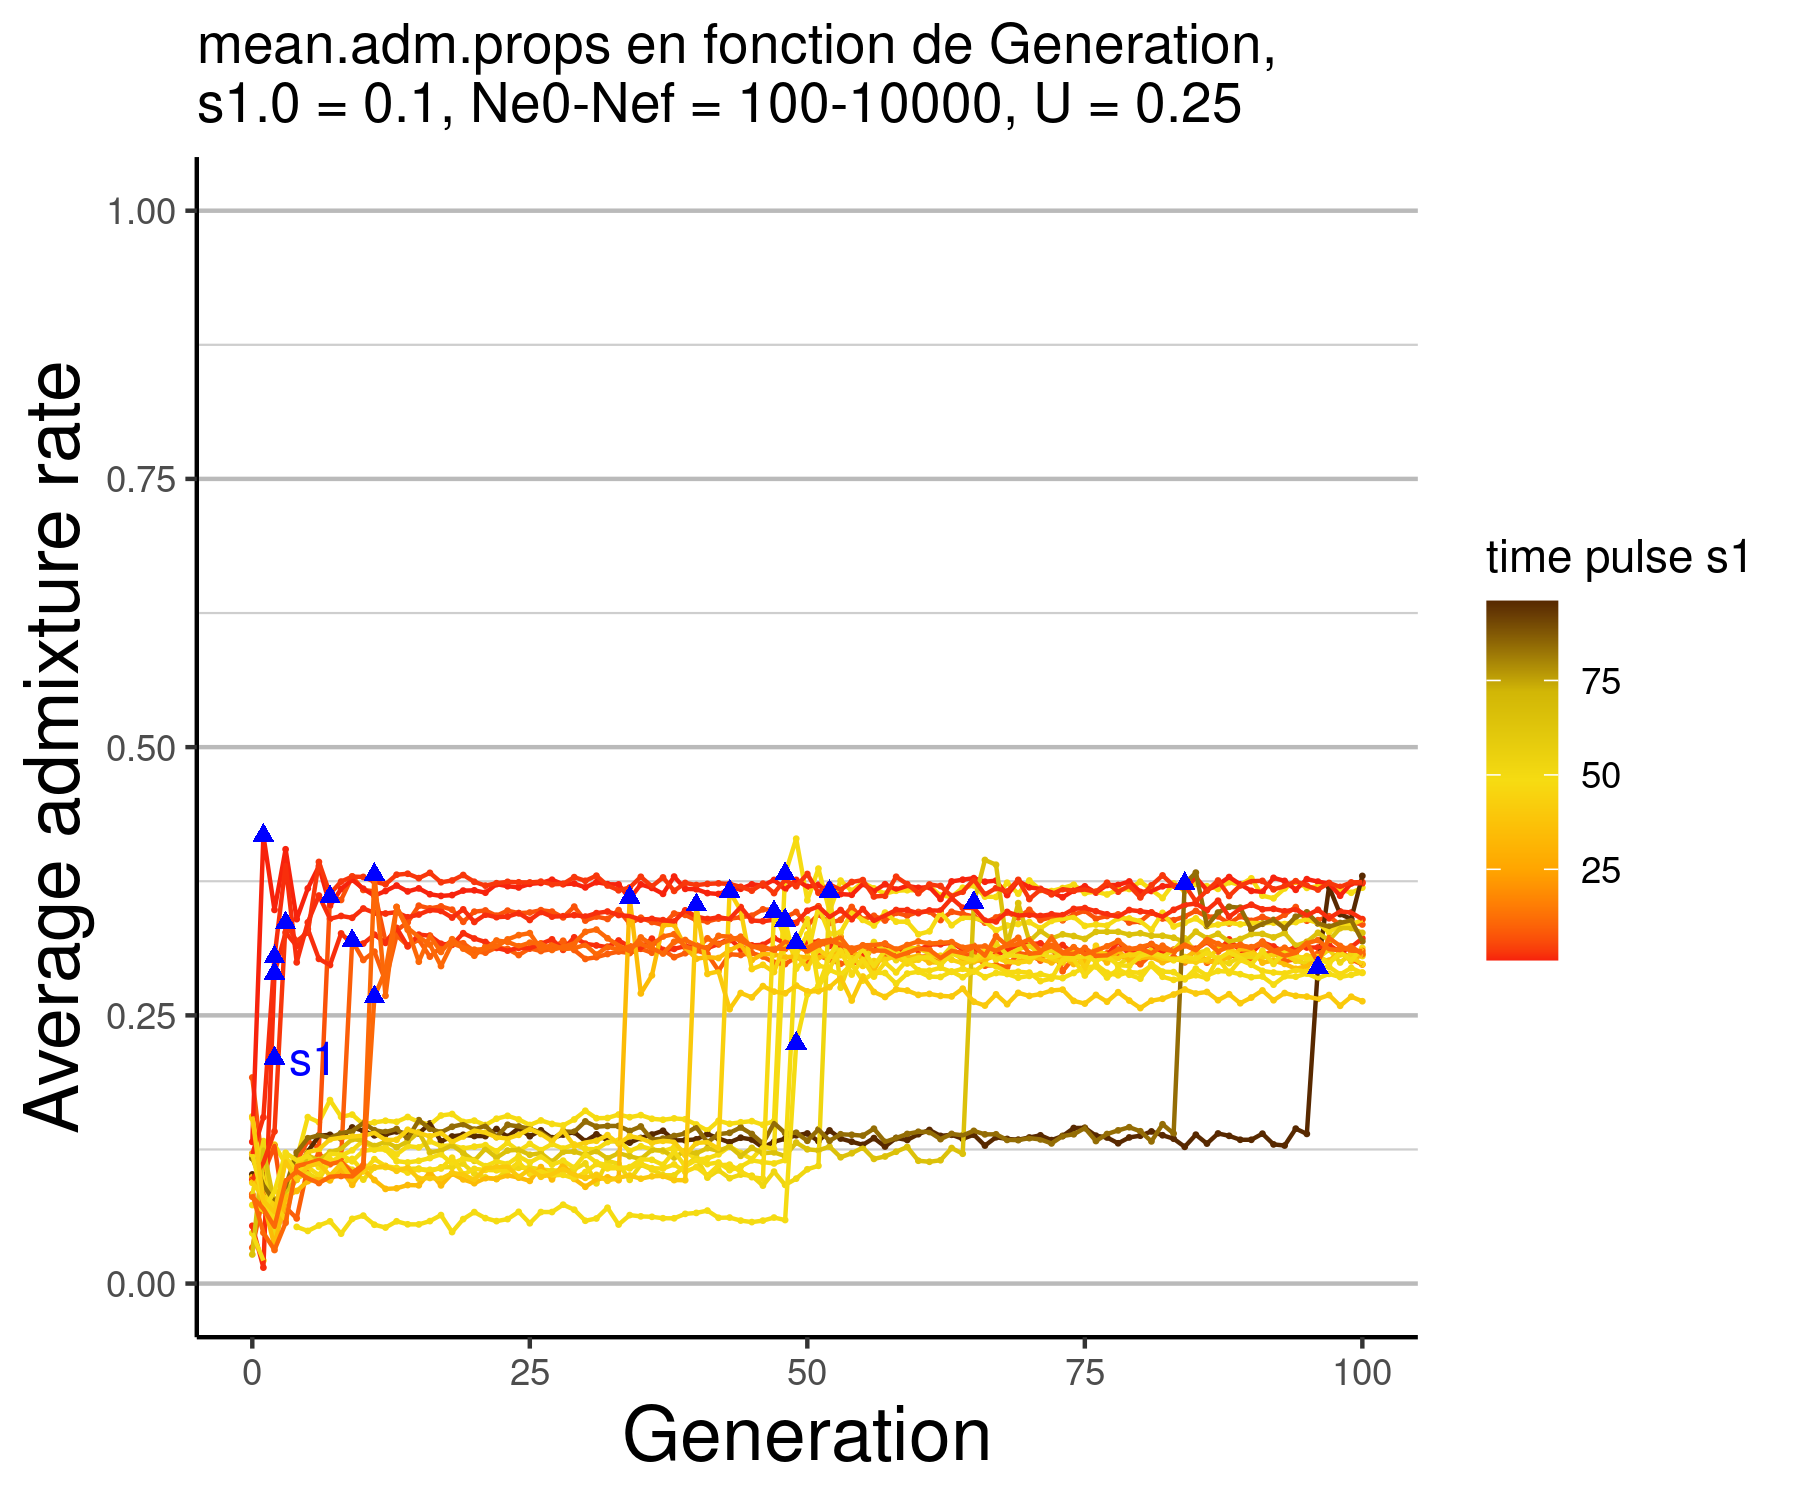 mean.adm.props en fonction de Generation,
s1.0 = 0.1, Ne0-Nef = 100-10000, U = 0.25
Average admixture rate
1.00
0.75
0.50
0.25
0.00
s1
0
25
50
75
100
Generation
time pulse s1
75
50
25